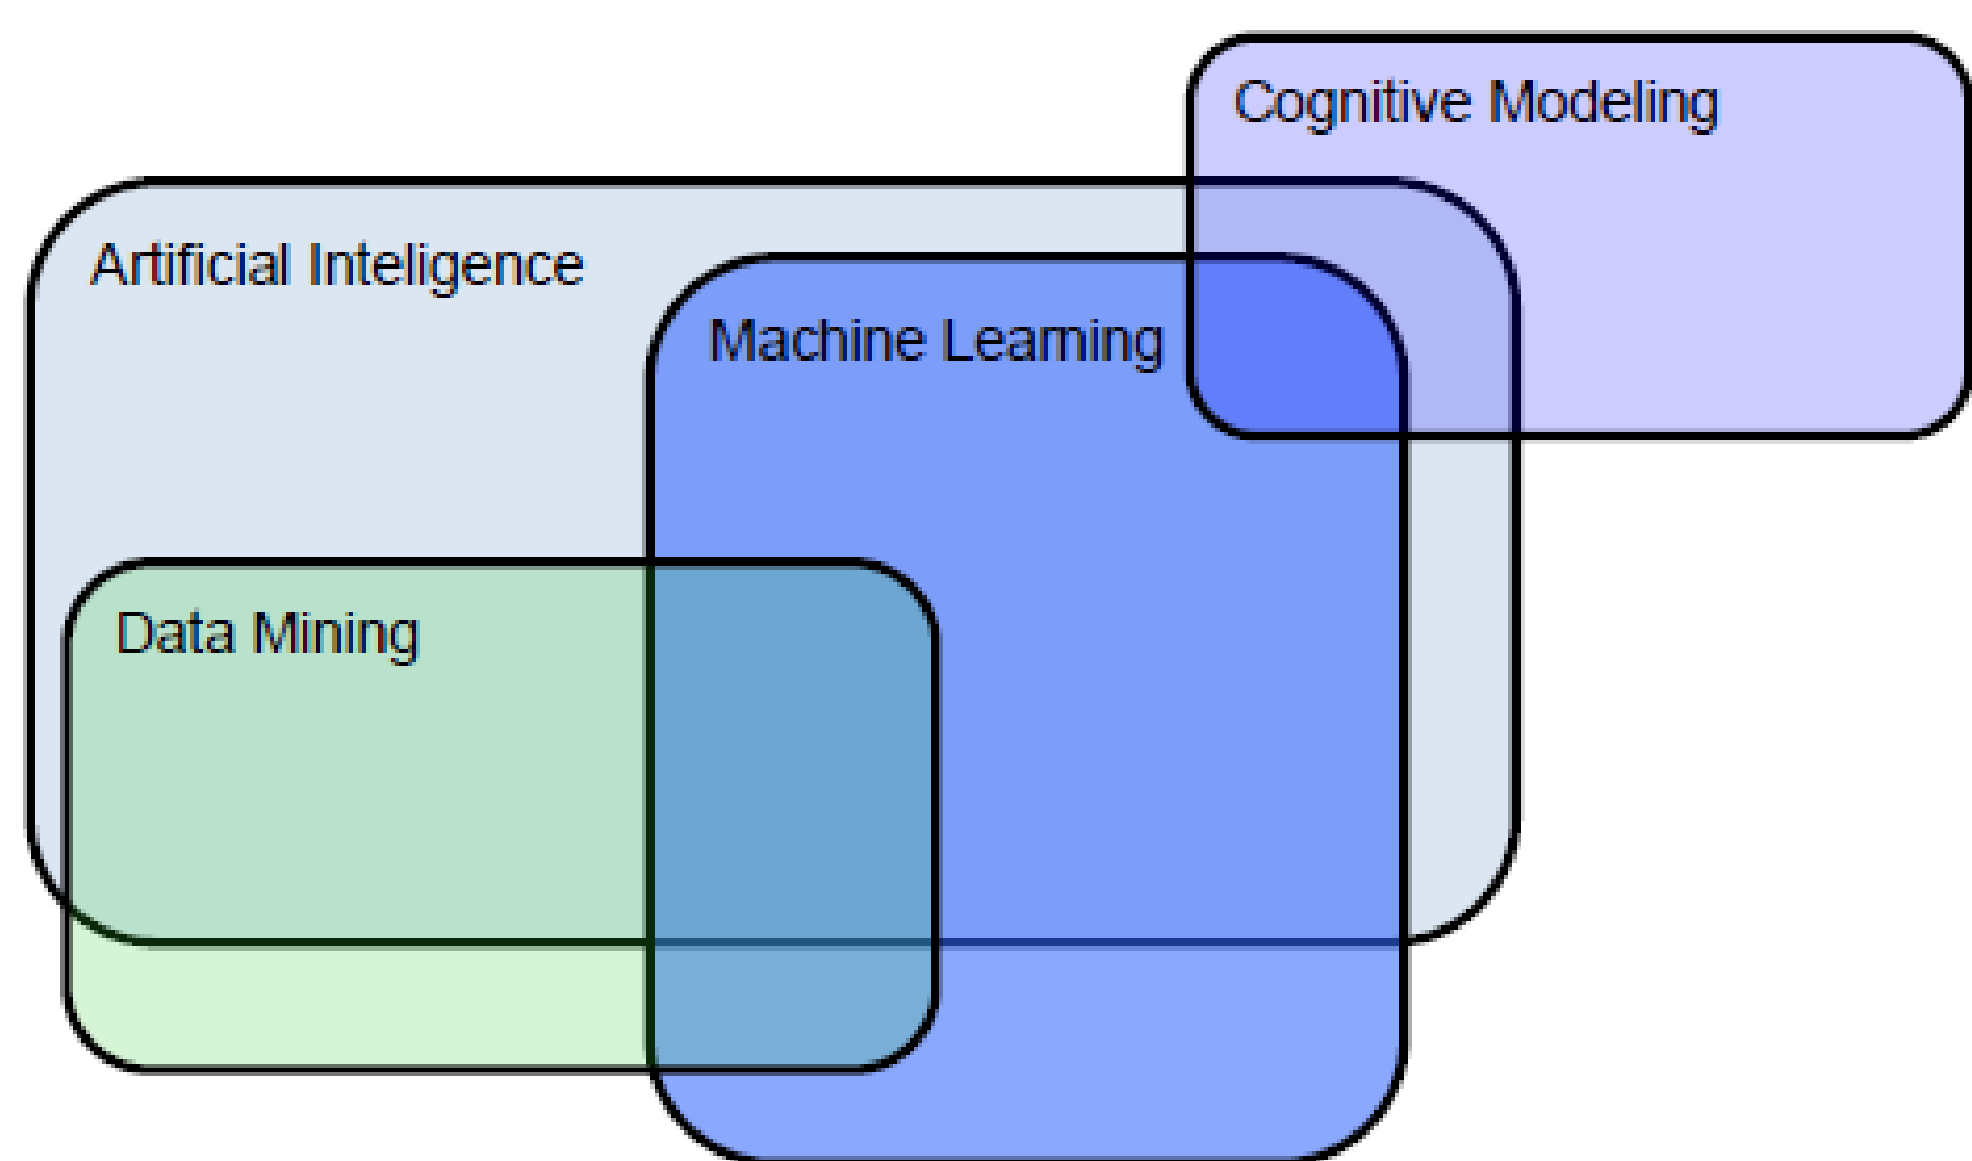 Cognitive Modeling
Artificial Inteligence
Machine Learning
Data Mining